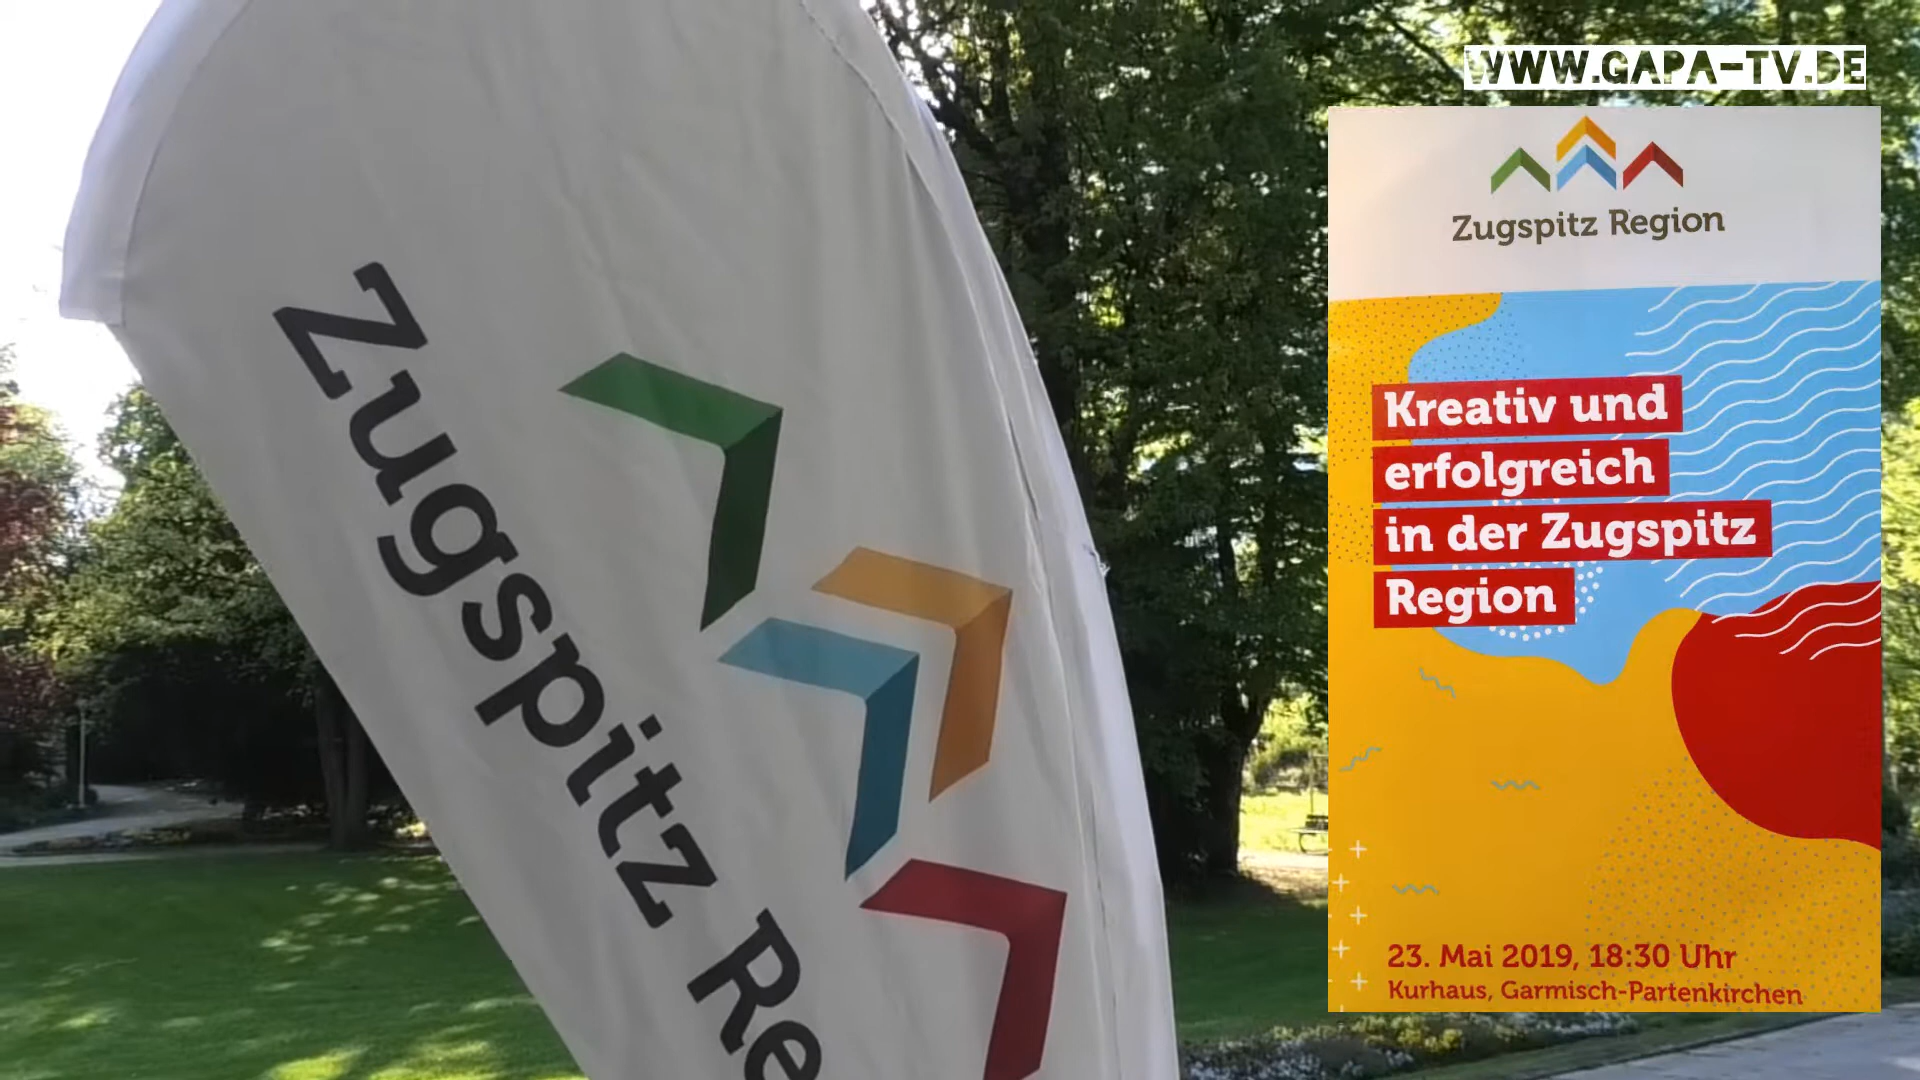 WWW.GAPA-TV.DE
Zugspitz Re
Zugspitz Region
Kreativ und
erfolgreich
in der Zugspitz
Region
23. Mai 2019, 18:30 Uhr
Kurhaus, Garmisch-Partenkirchen